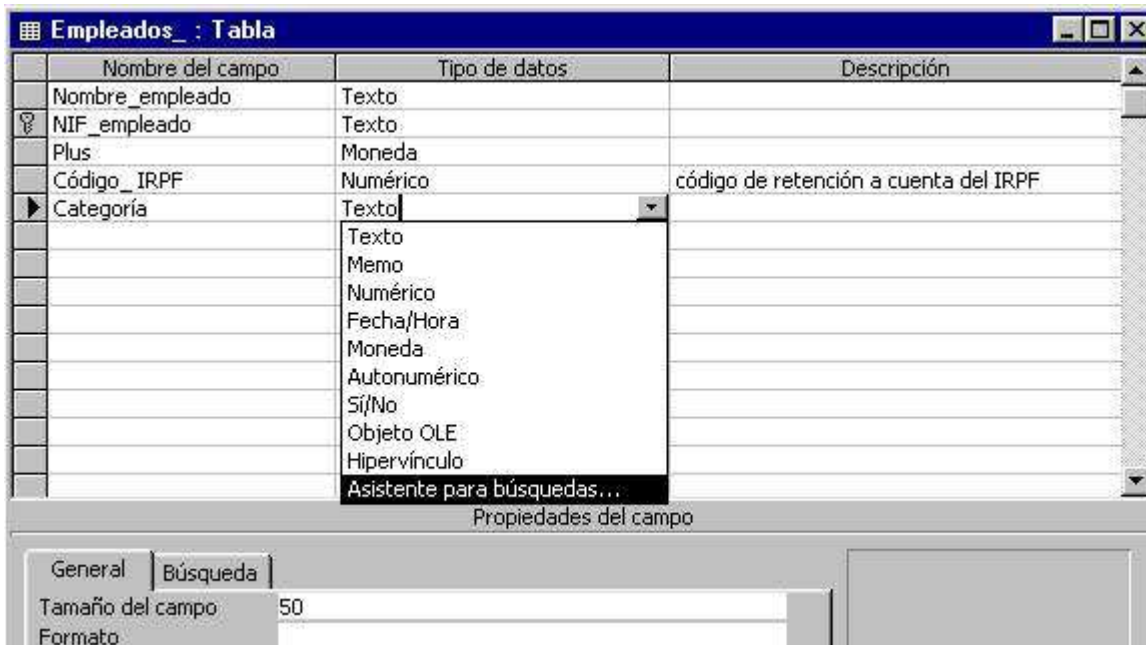 Empleados_ : Tabla
Nombre del campo Tipo de datos Descripción
Nombre_empleado Texto
NIF_empleado Texto
Plus Moneda
Código_ IRPF Numérico código de retención a cuenta del IRPF
Categoría Texto
Texto
Memo
Numérico
Fecha/Hora
Moneda
Autonumérico
Sí/No
Objeto OLE
Hipervínculo
Asistente para búsquedas...
Propiedades del campo
General Búsqueda
Tamaño del campo 50
Formato